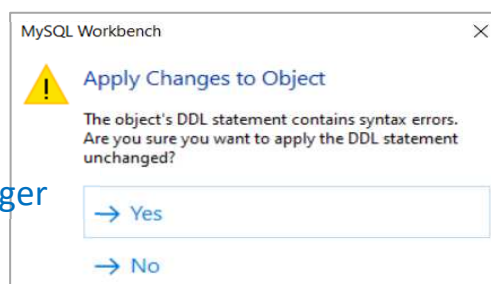 MySQL Workbench
Apply Changes to Object
The object's DDL statement contains syntax errors.
Are you sure you want to apply the DDL statement
unchanged?
ger
→ Yes
→ No